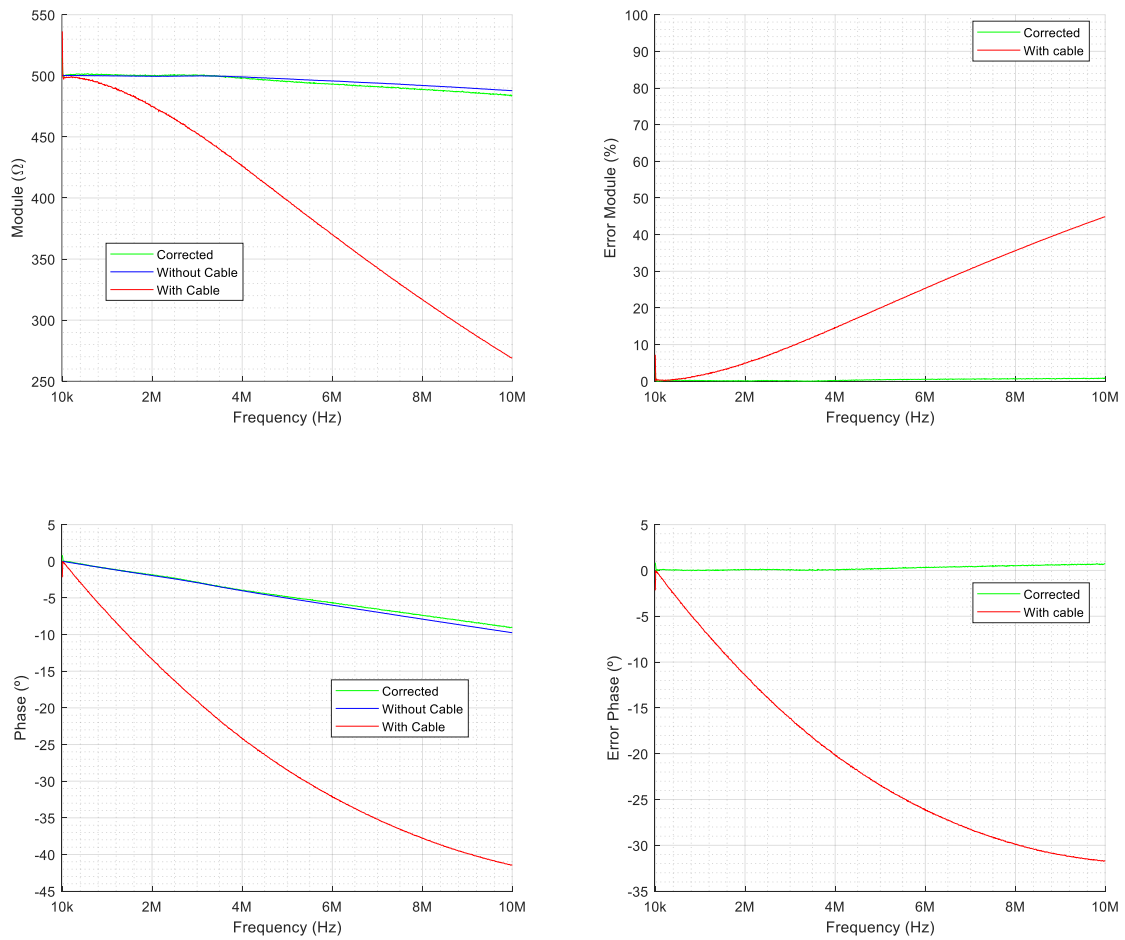 550
500
450
400
350
300
250
Module (Ω)
Corrected
Without Cable
With Cable
10k 2M 4M 6M 8M 10M
Frequency (Hz)
100
90
80
70
60
50
40
30
20
10
0
Error Module (%)
Corrected
With cable
10k 2M 4M 6M 8M 10M
Frequency (Hz)
5
0
-5
-10
-15
-20
-25
-30
-35
-40
-45
Phase (º)
Corrected
Without Cable
With Cable
10k 2M 4M 6M 8M 10M
Frequency (Hz)
5
0
-5
-10
-15
-20
-25
-30
-35
Error Phase (º)
Corrected
With cable
10k 2M 4M 6M 8M 10M
Frequency (Hz)